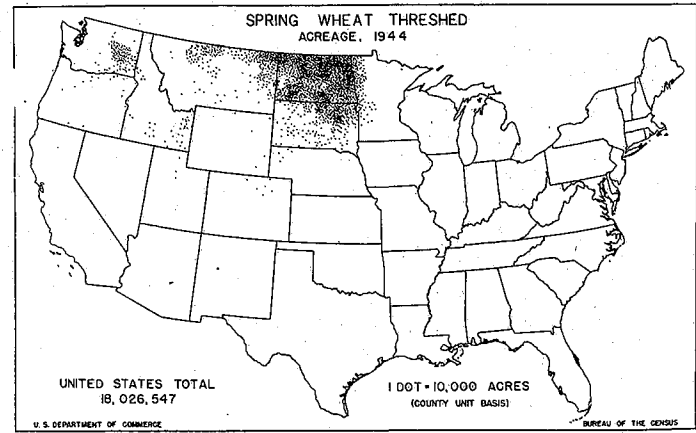 SPRING WHEAT THRESHED
ACREAGE, 1944
UNITED STATES TOTAL
18,026,547
1 DOT = 10,000 ACRES
(COUNTY UNIT BASIS)
U. S. DEPARTMENT OF COMMERCE
BUREAU OF THE CENSUS